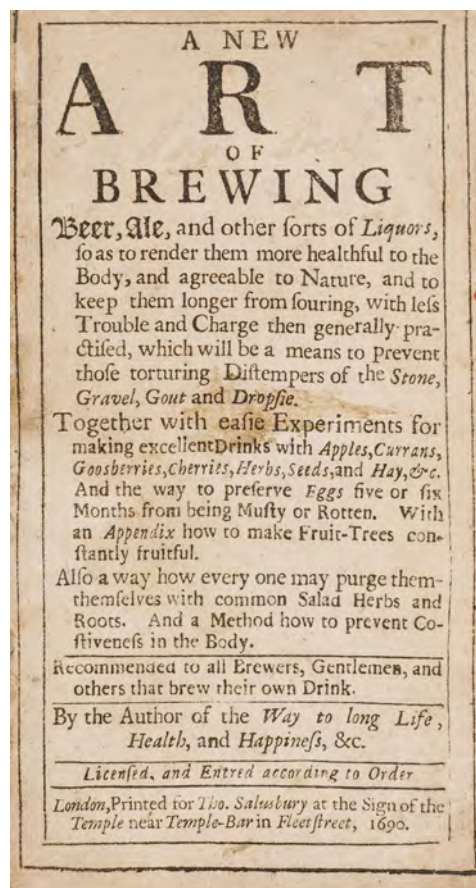 A NEW
ART
OF
BREWING
Beer, Ale, and other ſorts of Liquors,
ſo as to render them more healthful to the
Body, and agreeable to Nature, and to
keep them longer from ſouring, with leſs
Trouble and Charge then generally pra-
ctiſed, which will be a means to prevent
thoſe torturing Diſtempers of the Stone,
Gravel, Gout and Dropſie.
Together with eaſie Experiments for
making excellent Drinks with Apples, Currans,
Gooſberries, Cherries, Herbs, Seeds, and Hay, &c.
And the way to preſerve Eggs five or ſix
Months from being Muſty or Rotten. With
an Appendix how to make Fruit-Trees con-
ſtantly fruitful.
Alſo a way how every one may purge them-
themſelves with common Salad Herbs and
Roots. And a Method how to prevent Co-
ſtiveneſs in the Body.
Recommended to all Brewers, Gentlemen, and
others that brew their own Drink.
By the Author of the Way to long Life,
Health, and Happineſs, &c.
Licenſed, and Entred according to Order
London, Printed for Tho. Salusbury at the Sign of the
Temple near Temple-Bar in Fleetſtreet, 1690.